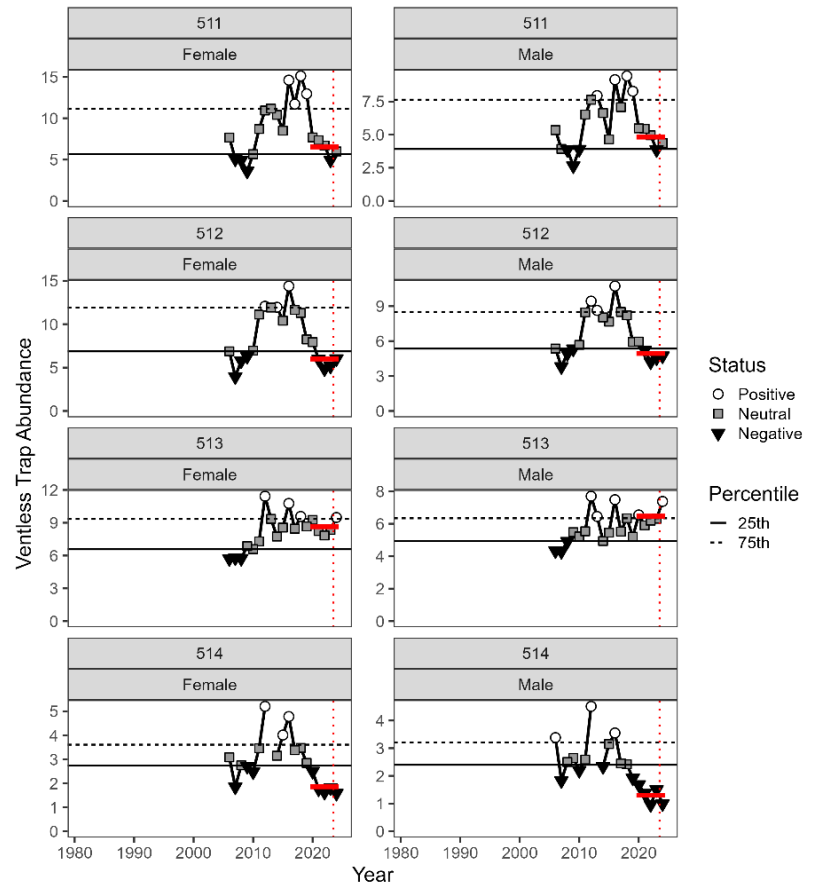 511 511
Female Male
15
10
5
0
7.5
5.0
2.5
0.0
512 512
Female Male
15
10
5
0
9
6
3
0
513 513
Female Male
12
9
6
3
0
8
6
4
2
0
514 514
Female Male
5
4
3
2
1
0
4
3
2
1
0
1980 1990 2000 2010 2020 1980 1990 2000 2010 2020
Year
Ventless Trap Abundance
Status
Positive
Neutral
Negative
Percentile
25th
75th